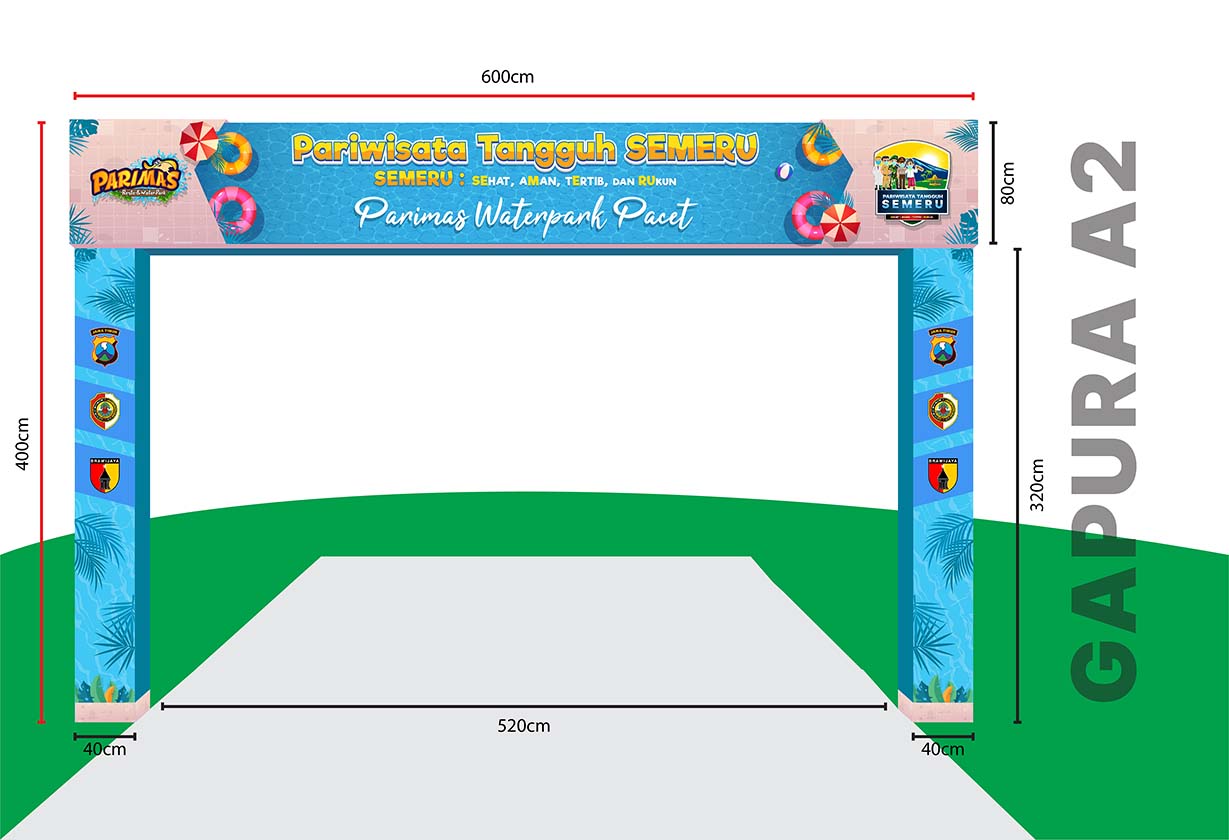 600cm
Pariwisata Tangguh SEMERU
SEMERU : SEHAT, AMAN, TERTIB, DAN RUKUN
Parimas Waterpark Pacet
PARIMAS
Resto & WaterPark
PARIWISATA TANGGUH
SEMERU
80cm
400cm
320cm
JAWA TIMUR
BRAWIJAYA
JAWA TIMUR
BRAWIJAYA
520cm
40cm
40cm
GAPURA A2